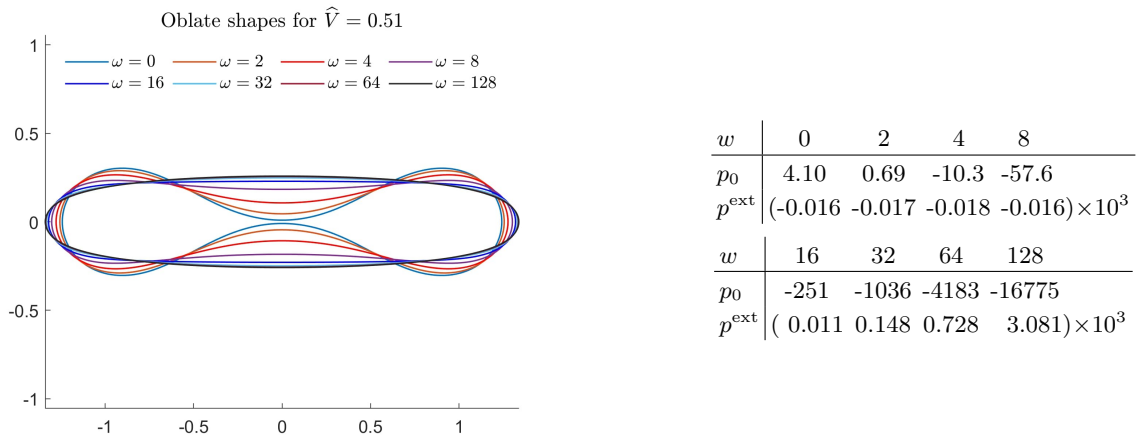 Oblate shapes for V̂ = 0.51
ω = 0 ω = 2 ω = 4 ω = 8
ω = 16 ω = 32 ω = 64 ω = 128
1
0.5
0
-0.5
-1
-1 -0.5 0 0.5 1
w 0 2 4 8
p₀ 4.10 0.69 -10.3 -57.6
pᵉˣᵗ (-0.016 -0.017 -0.018 -0.016)×10³
w 16 32 64 128
p₀ -251 -1036 -4183 -16775
pᵉˣᵗ ( 0.011 0.148 0.728 3.081)×10³